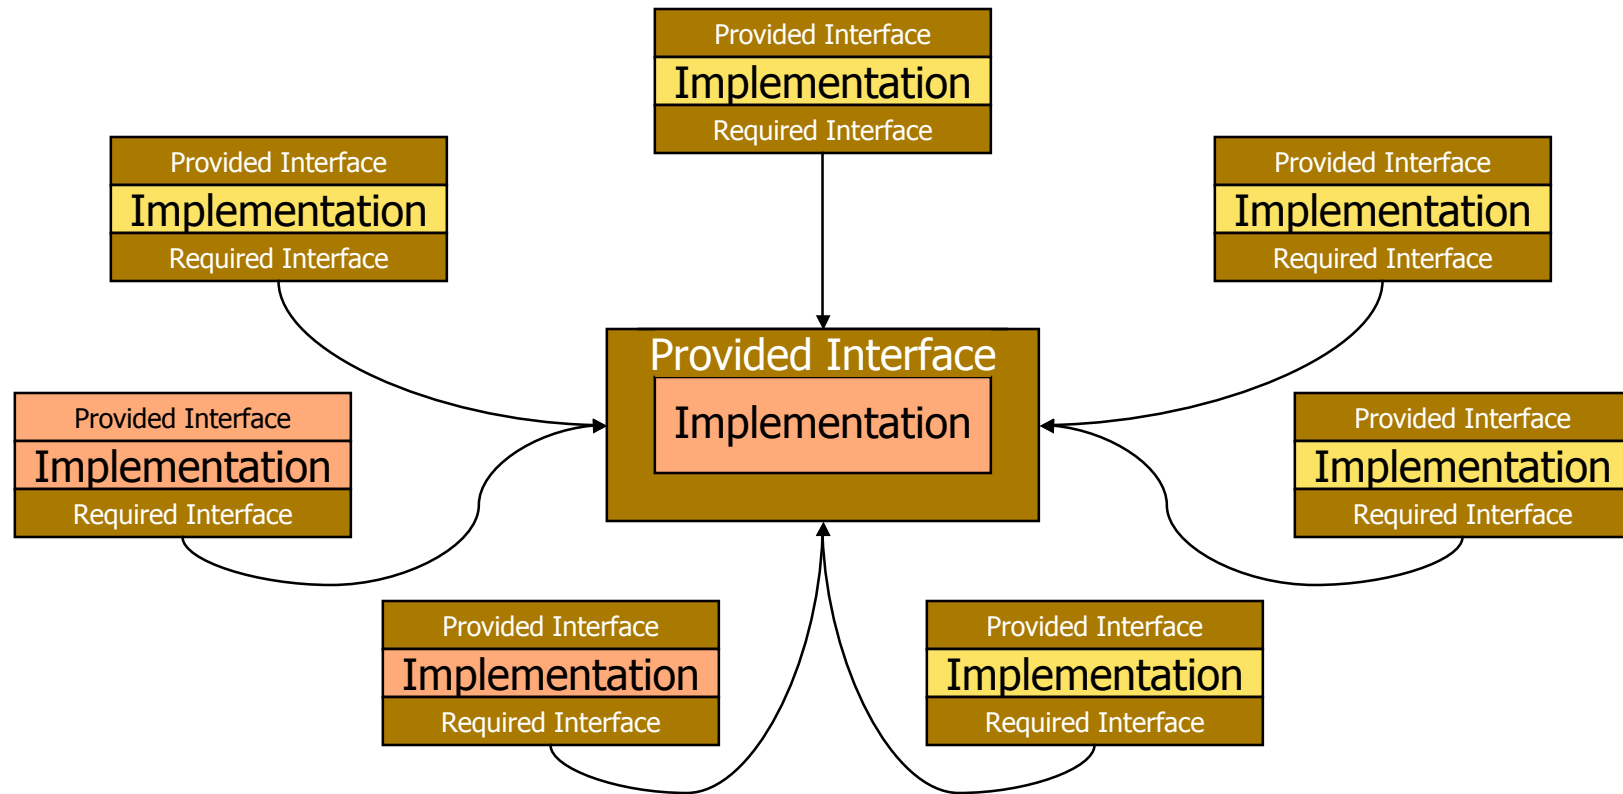 Provided Interface
Implementation
Required Interface
Provided Interface
Implementation
Required Interface
Provided Interface
Implementation
Required Interface
Provided Interface
Implementation
Provided Interface
Implementation
Required Interface
Provided Interface
Implementation
Required Interface
Provided Interface
Implementation
Required Interface
Provided Interface
Implementation
Required Interface